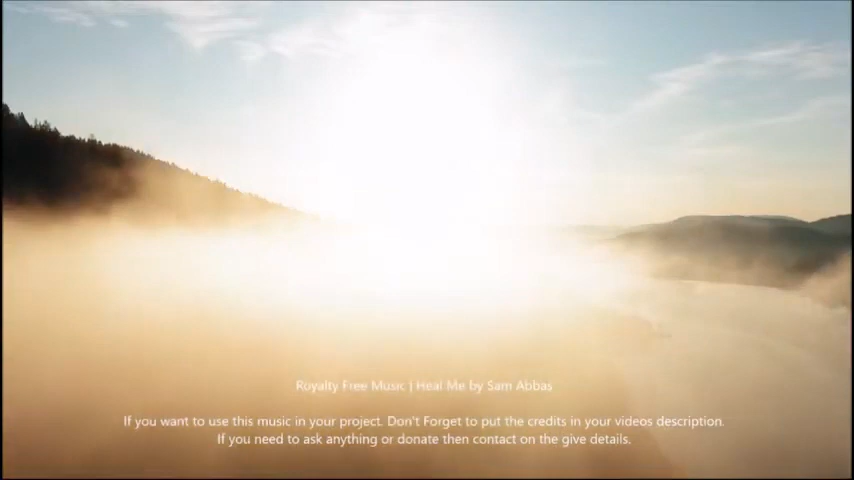 Royalty Free Music | Heal Me by Sam Abbas
If you want to use this music in your project. Don't Forget to put the credits in your videos description.
If you need to ask anything or donate then contact on the give details.